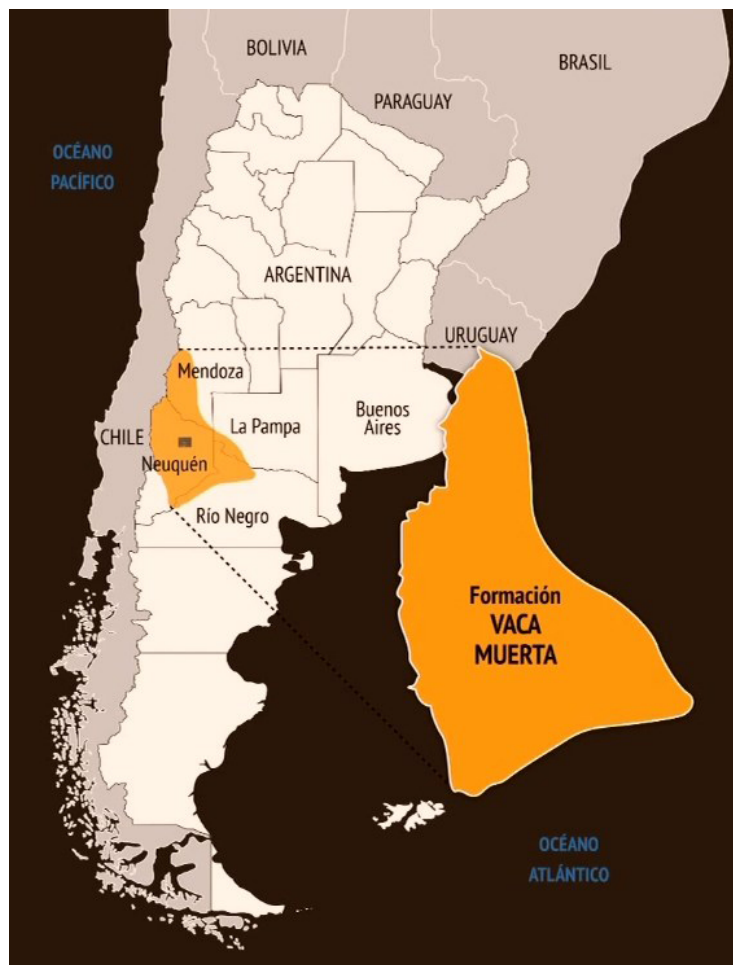 BOLIVIA
BRASIL
PARAGUAY
OCÉANO
PACÍFICO
ARGENTINA
URUGUAY
Mendoza
Buenos
Aires
La Pampa
CHILE
Neuquén
Río Negro
Formación
VACA
MUERTA
OCÉANO
ATLÁNTICO